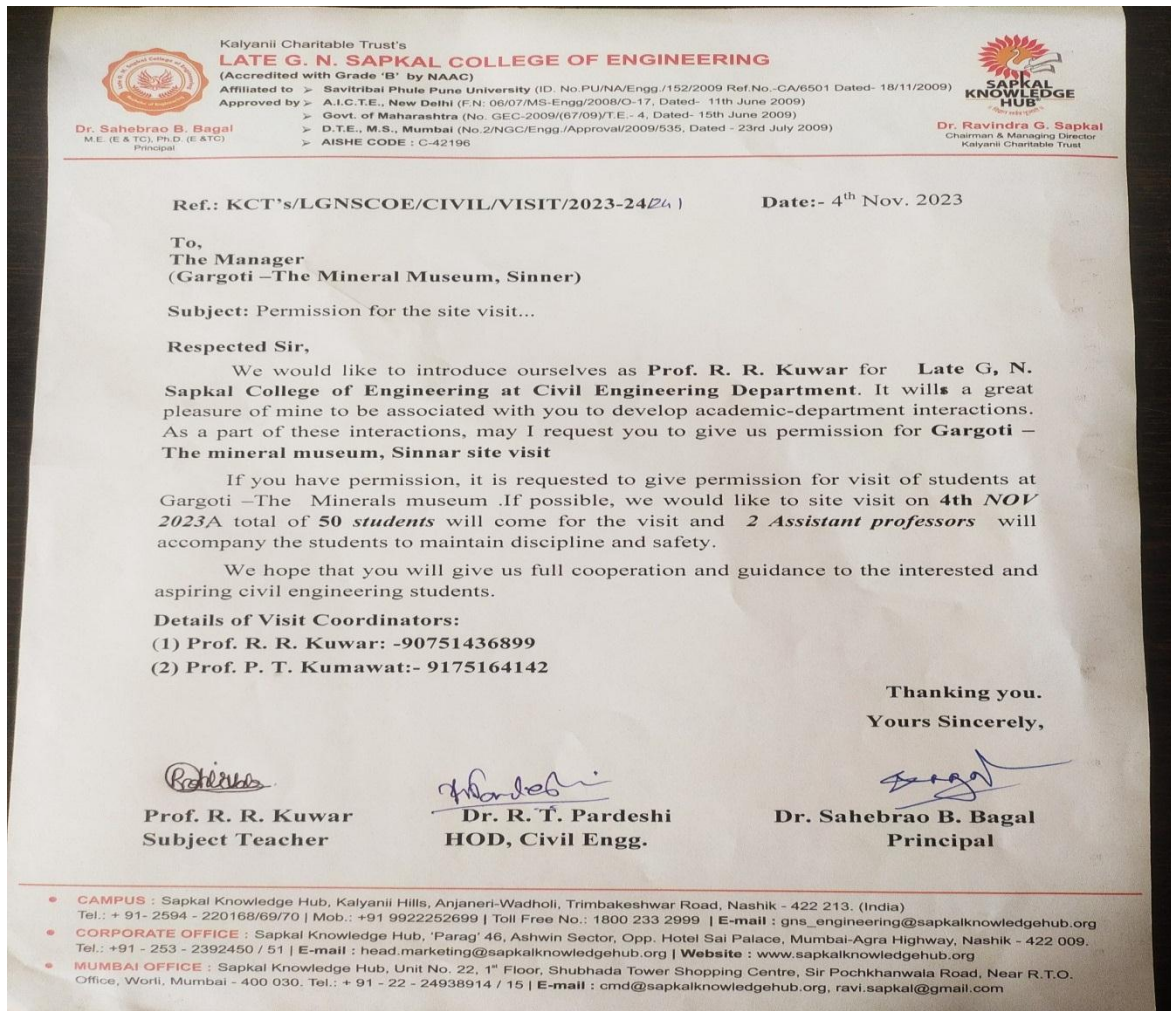 Kalyanii Charitable Trust's
LATE G. N. SAPKAL COLLEGE OF ENGINEERING
(Accredited with Grade 'B' by NAAC)
Affiliated to ➢ Savitribai Phule Pune University (ID. No.PU/NA/Engg./152/2009 Ref.No.-CA/6501 Dated- 18/11/2009)
Approved by ➢ A.I.C.T.E., New Delhi (F.N: 06/07/MS-Engg/2008/O-17, Dated- 11th June 2009)
➢ Govt. of Maharashtra (No. GEC-2009/(67/09)/T.E.- 4, Dated- 15th June 2009)
➢ D.T.E., M.S., Mumbai (No.2/NGC/Engg./Approval/2009/535, Dated - 23rd July 2009)
➢ AISHE CODE : C-42196
Dr. Sahebrao B. Bagal
M.E. (E & TC), Ph.D. (E &TC)
Principal
SAPKAL
KNOWLEDGE
HUB
Dr. Ravindra G. Sapkal
Chairman & Managing Director
Kalyanii Charitable Trust
Ref.: KCT's/LGNSCOE/CIVIL/VISIT/2023-24/241 Date:- 4th Nov. 2023
To,
The Manager
(Gargoti –The Mineral Museum, Sinner)
Subject: Permission for the site visit...
Respected Sir,
We would like to introduce ourselves as Prof. R. R. Kuwar for Late G, N.
Sapkal College of Engineering at Civil Engineering Department. It wills a great
pleasure of mine to be associated with you to develop academic-department interactions.
As a part of these interactions, may I request you to give us permission for Gargoti –
The mineral museum, Sinnar site visit
If you have permission, it is requested to give permission for visit of students at
Gargoti –The Minerals museum .If possible, we would like to site visit on 4th NOV
2023A total of 50 students will come for the visit and 2 Assistant professors will
accompany the students to maintain discipline and safety.
We hope that you will give us full cooperation and guidance to the interested and
aspiring civil engineering students.
Details of Visit Coordinators:
(1) Prof. R. R. Kuwar: -90751436899
(2) Prof. P. T. Kumawat:- 9175164142
Thanking you.
Yours Sincerely,
Prof. R. R. Kuwar
Subject Teacher
Dr. R. T. Pardeshi
HOD, Civil Engg.
Dr. Sahebrao B. Bagal
Principal
• CAMPUS : Sapkal Knowledge Hub, Kalyanii Hills, Anjaneri-Wadholi, Trimbakeshwar Road, Nashik - 422 213. (India)
Tel.: + 91- 2594 - 220168/69/70 | Mob.: +91 9922252699 | Toll Free No.: 1800 233 2999 | E-mail : gns_engineering@sapkalknowledgehub.org
• CORPORATE OFFICE : Sapkal Knowledge Hub, 'Parag' 46, Ashwin Sector, Opp. Hotel Sai Palace, Mumbai-Agra Highway, Nashik - 422 009.
Tel.: +91 - 253 - 2392450 / 51 | E-mail : head.marketing@sapkalknowledgehub.org | Website : www.sapkalknowledgehub.org
• MUMBAI OFFICE : Sapkal Knowledge Hub, Unit No. 22, 1st Floor, Shubhada Tower Shopping Centre, Sir Pochkhanwala Road, Near R.T.O.
Office, Worli, Mumbai - 400 030. Tel.: + 91 - 22 - 24938914 / 15 | E-mail : cmd@sapkalknowledgehub.org, ravi.sapkal@gmail.com